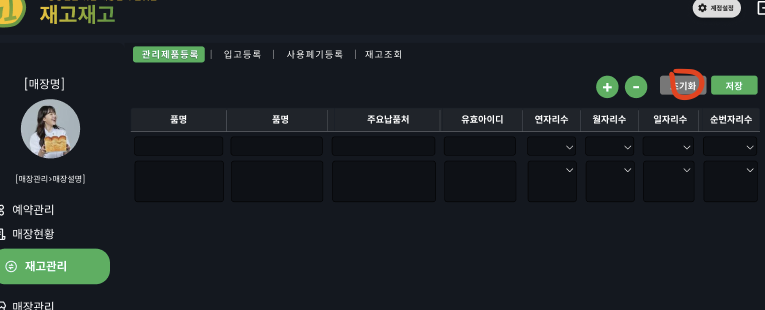 재고재고
계정설정
관리제품등록 | 입고등록 | 사용폐기등록 | 재고조회
[매장명]
+ - 초기화 저장
품명 품명 주요납품처 유효아이디 연자리수 월자리수 일자리수 순번자리수
[매장관리>매장설명]
예약관리
매장현황
재고관리
매장관리